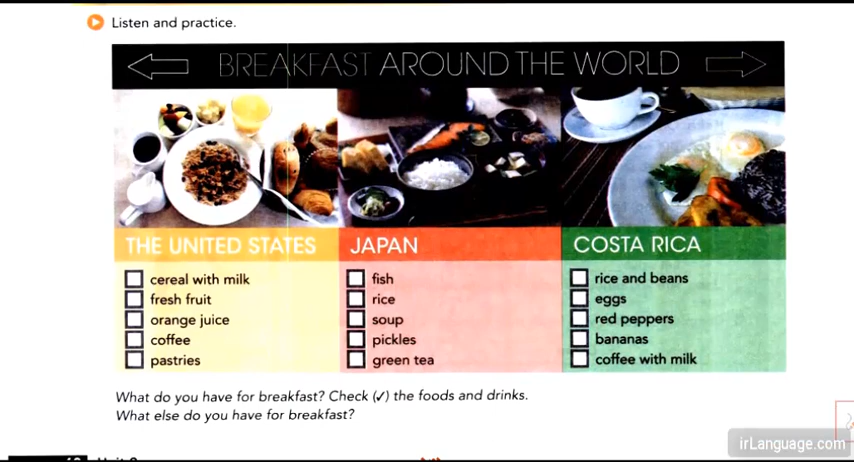 Listen and practice.
BREAKFAST AROUND THE WORLD
THE UNITED STATES
cereal with milk
fresh fruit
orange juice
coffee
pastries
JAPAN
fish
rice
soup
pickles
green tea
COSTA RICA
rice and beans
eggs
red peppers
bananas
coffee with milk
What do you have for breakfast? Check (✓) the foods and drinks.
What else do you have for breakfast?
irLanguage.com